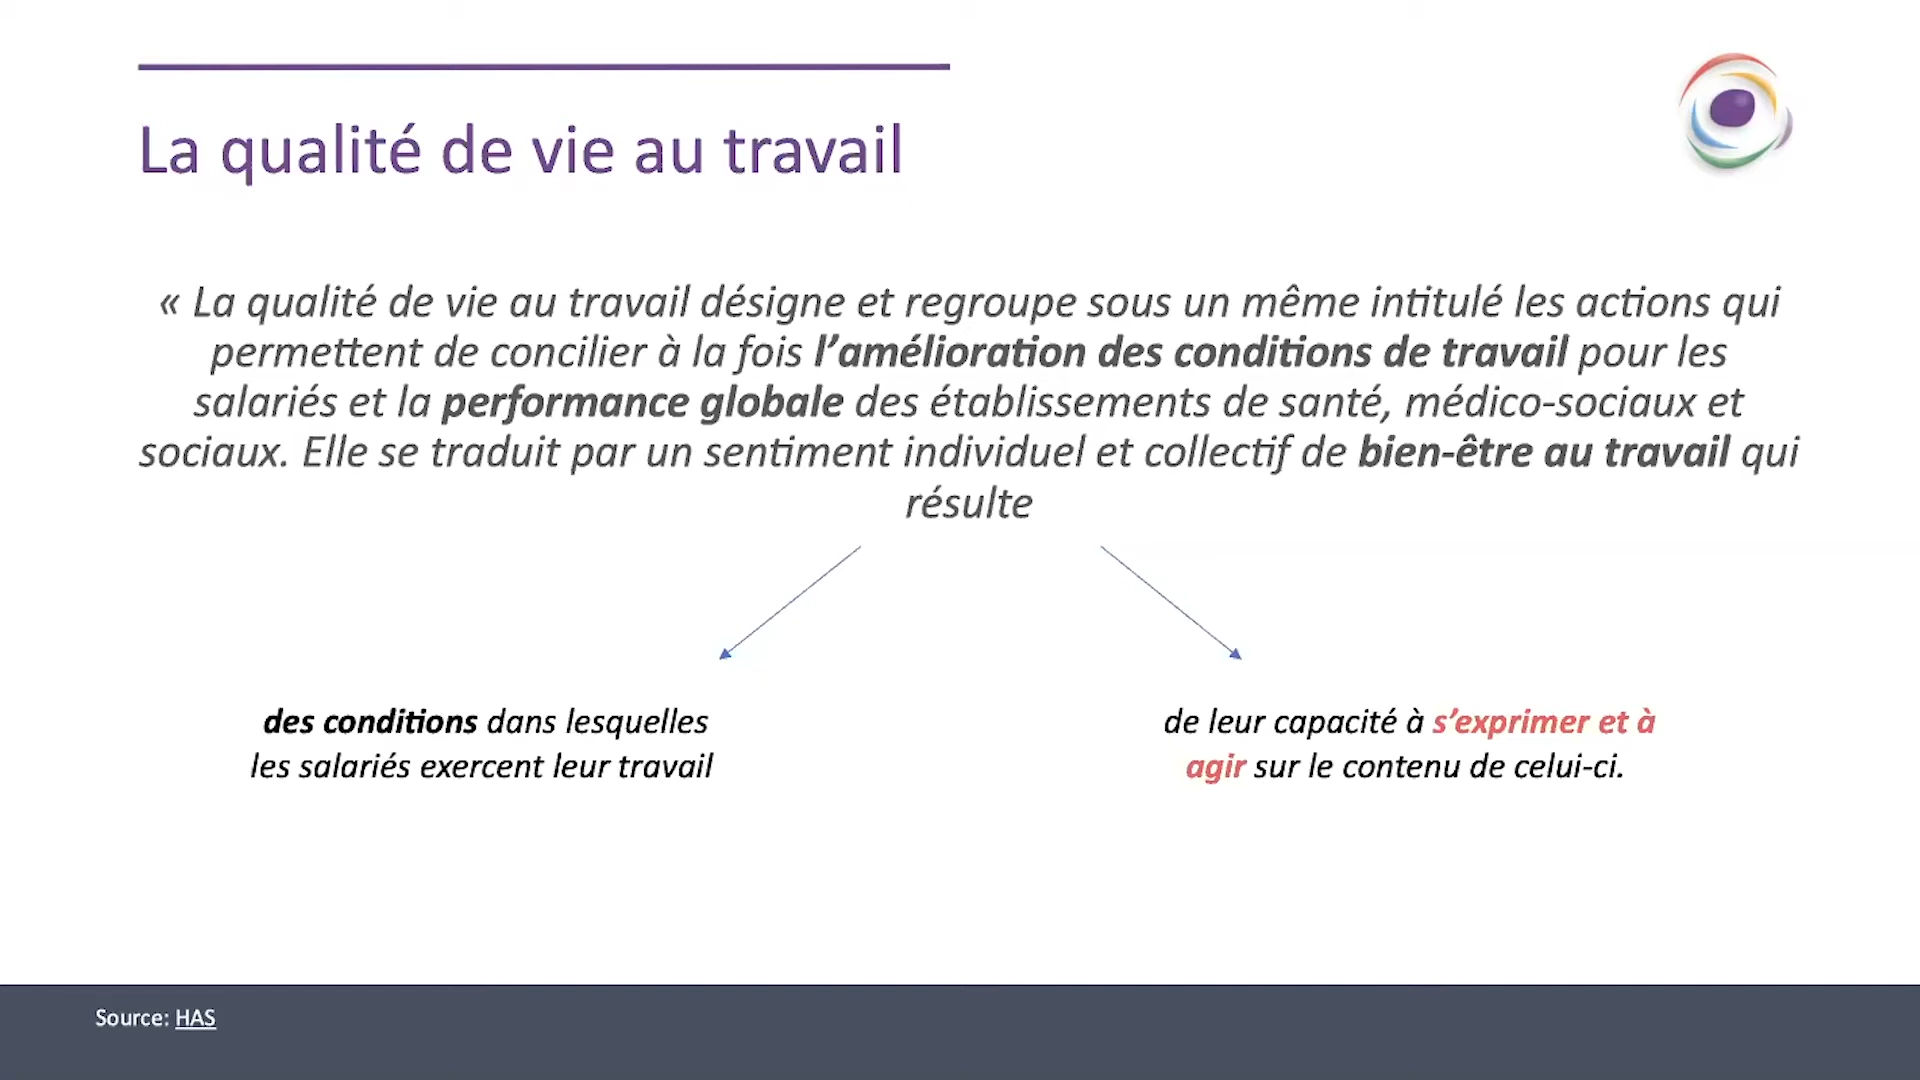 La qualité de vie au travail
« La qualité de vie au travail désigne et regroupe sous un même intitulé les actions qui
permettent de concilier à la fois l’amélioration des conditions de travail pour les
salariés et la performance globale des établissements de santé, médico-sociaux et
sociaux. Elle se traduit par un sentiment individuel et collectif de bien-être au travail qui
résulte
des conditions dans lesquelles
les salariés exercent leur travail
de leur capacité à s’exprimer et à
agir sur le contenu de celui-ci.
Source: HAS